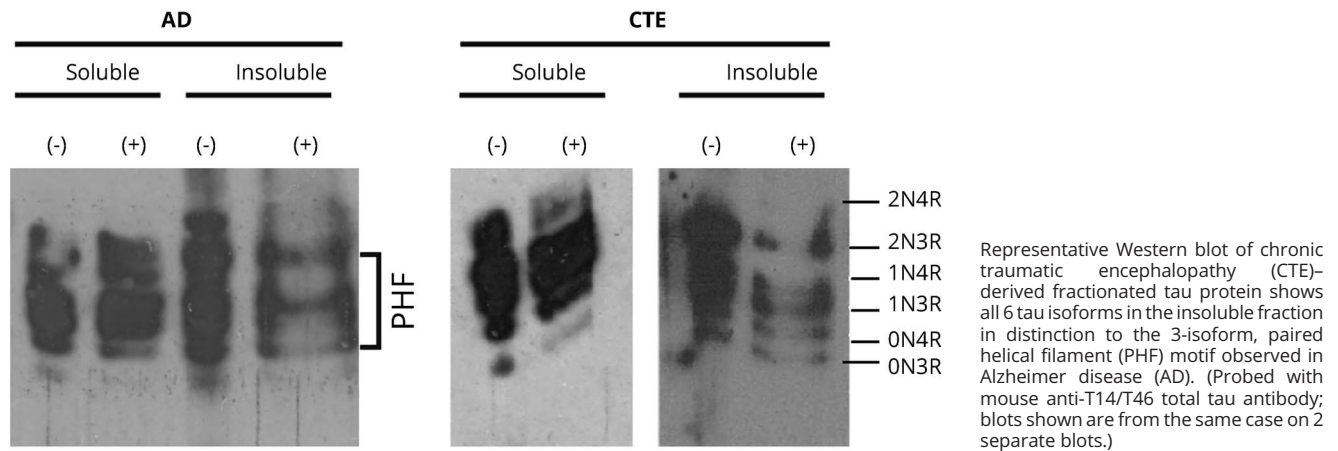 AD
CTE
Soluble
Insoluble
Soluble
Insoluble
(-)
(+)
(-)
(+)
(-)
(+)
(-)
(+)
PHF
2N4R
2N3R
1N4R
1N3R
0N4R
0N3R
Representative Western blot of chronic
traumatic encephalopathy (CTE)–
derived fractionated tau protein shows
all 6 tau isoforms in the insoluble fraction
in distinction to the 3-isoform, paired
helical filament (PHF) motif observed in
Alzheimer disease (AD). (Probed with
mouse anti-T14/T46 total tau antibody;
blots shown are from the same case on 2
separate blots.)